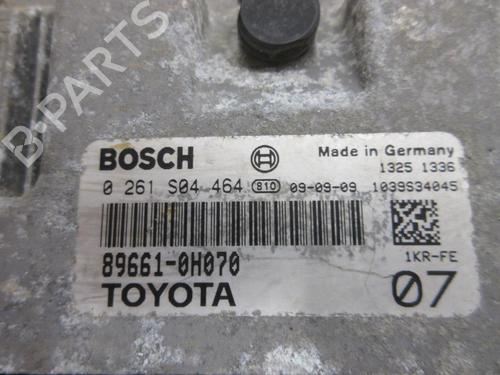 B-PARTS
BOSCH Made in Germany
1325 1336
0 261 S04 464 810 09-09-09 1039S34045
89661-0H070 1KR-FE
TOYOTA 07